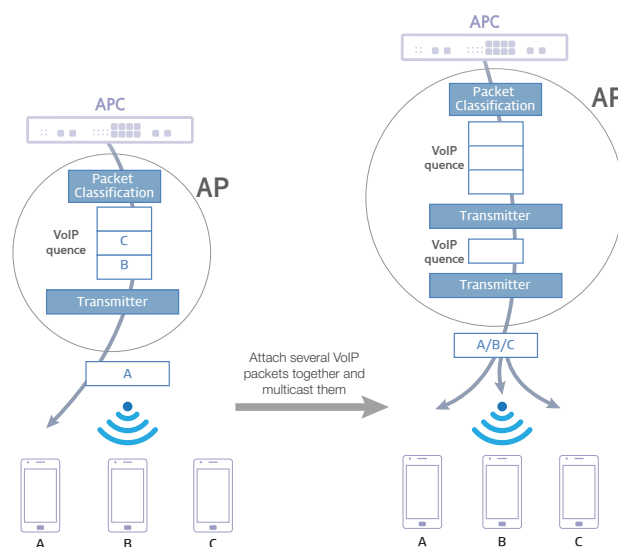 APC
Packet
Classification
AP
VoIP
quence
C
B
Transmitter
A
A
B
C
Attach several VoIP
packets together and
multicast them
APC
Packet
Classification
AP
VoIP
quence
Transmitter
VoIP
quence
Transmitter
A/B/C
A
B
C